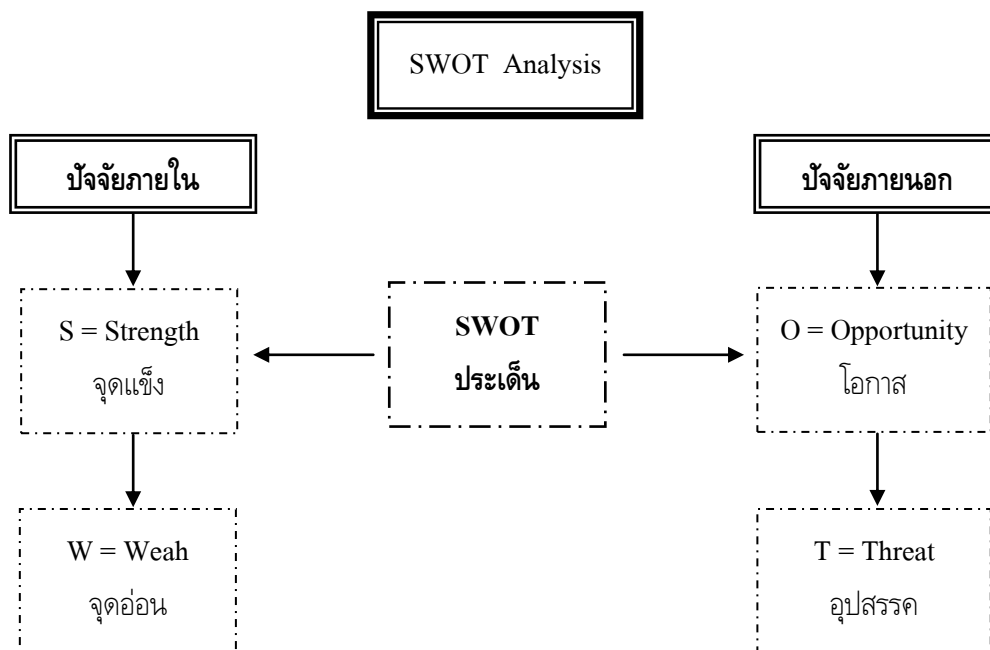 SWOT Analysis
ปัจจัยภายใน
ปัจจัยภายนอก
S = Strength
จุดแข็ง
SWOT
ประเด็น
O = Opportunity
โอกาส
W = Weah
จุดอ่อน
T = Threat
อุปสรรค